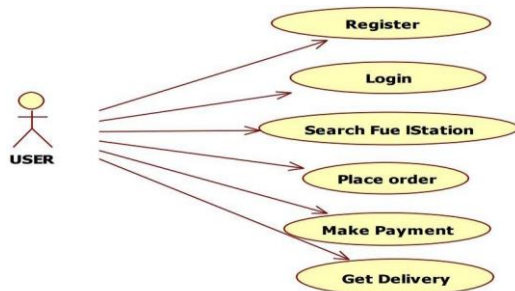 Register
Login
Search Fue lStation
USER
Place order
Make Payment
Get Delivery